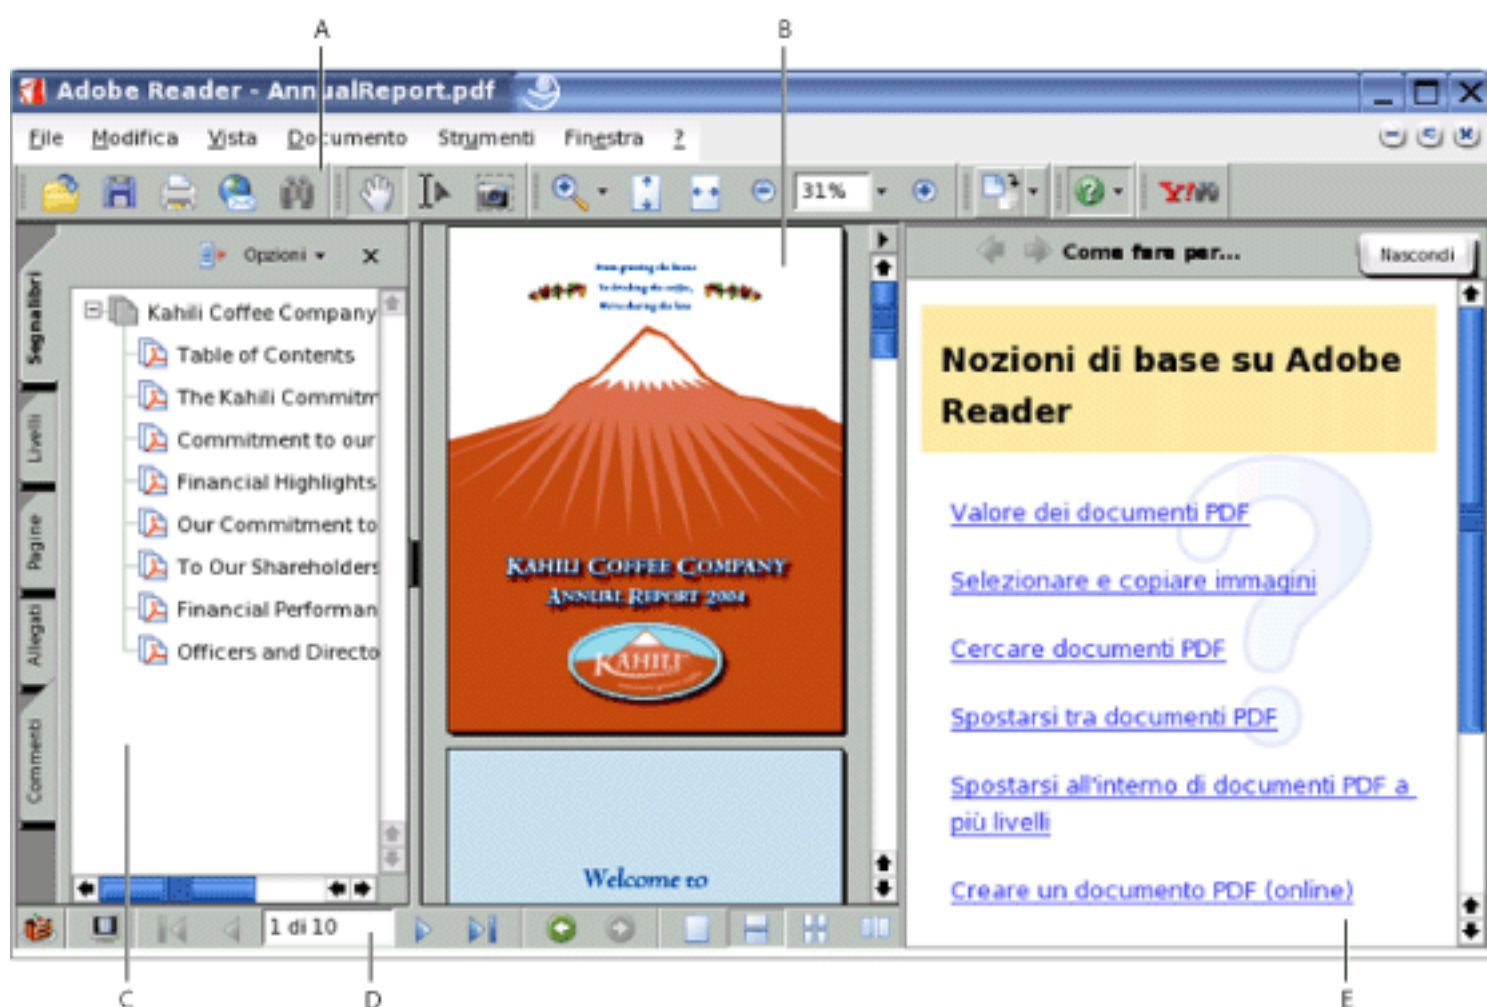 A
B
Adobe Reader - AnnualReport.pdf
File Modifica Vista Documento Strumenti Finestra ?
31%
Y!
Segnalibri
Livelli
Pagine
Allegati
Commenti
Opzioni
Kahili Coffee Company
Table of Contents
The Kahili Commitm
Commitment to our
Financial Highlights
Our Commitment to
To Our Shareholders
Financial Performan
Officers and Directo
KAHILI COFFEE COMPANY
ANNUAL REPORT 2004
KAHILI
Welcome to
Come fare per...
Nascondi
Nozioni di base su Adobe
Reader
Valore dei documenti PDF
Selezionare e copiare immagini
Cercare documenti PDF
Spostarsi tra documenti PDF
Spostarsi all'interno di documenti PDF a
più livelli
Creare un documento PDF (online)
1 di 10
C
D
E